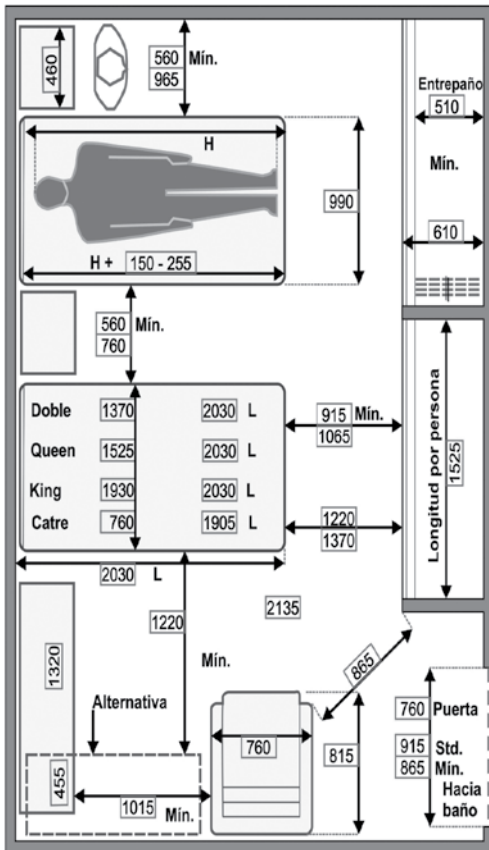 460
560 Mín.
965
Entrepaño
510
Mín.
610
H
990
H + 150 - 255
560 Mín.
760
Doble 1370 2030 L
Queen 1525 2030 L
King 1930 2030 L
Catre 760 1905 L
915 Mín.
1065
1220
1370
Longitud por persona
1525
2030 L
1220
2135
Mín.
865
1320
Alternativa
455
1015
Mín.
760
815
760 Puerta
915 Std.
865 Mín.
Hacia
baño